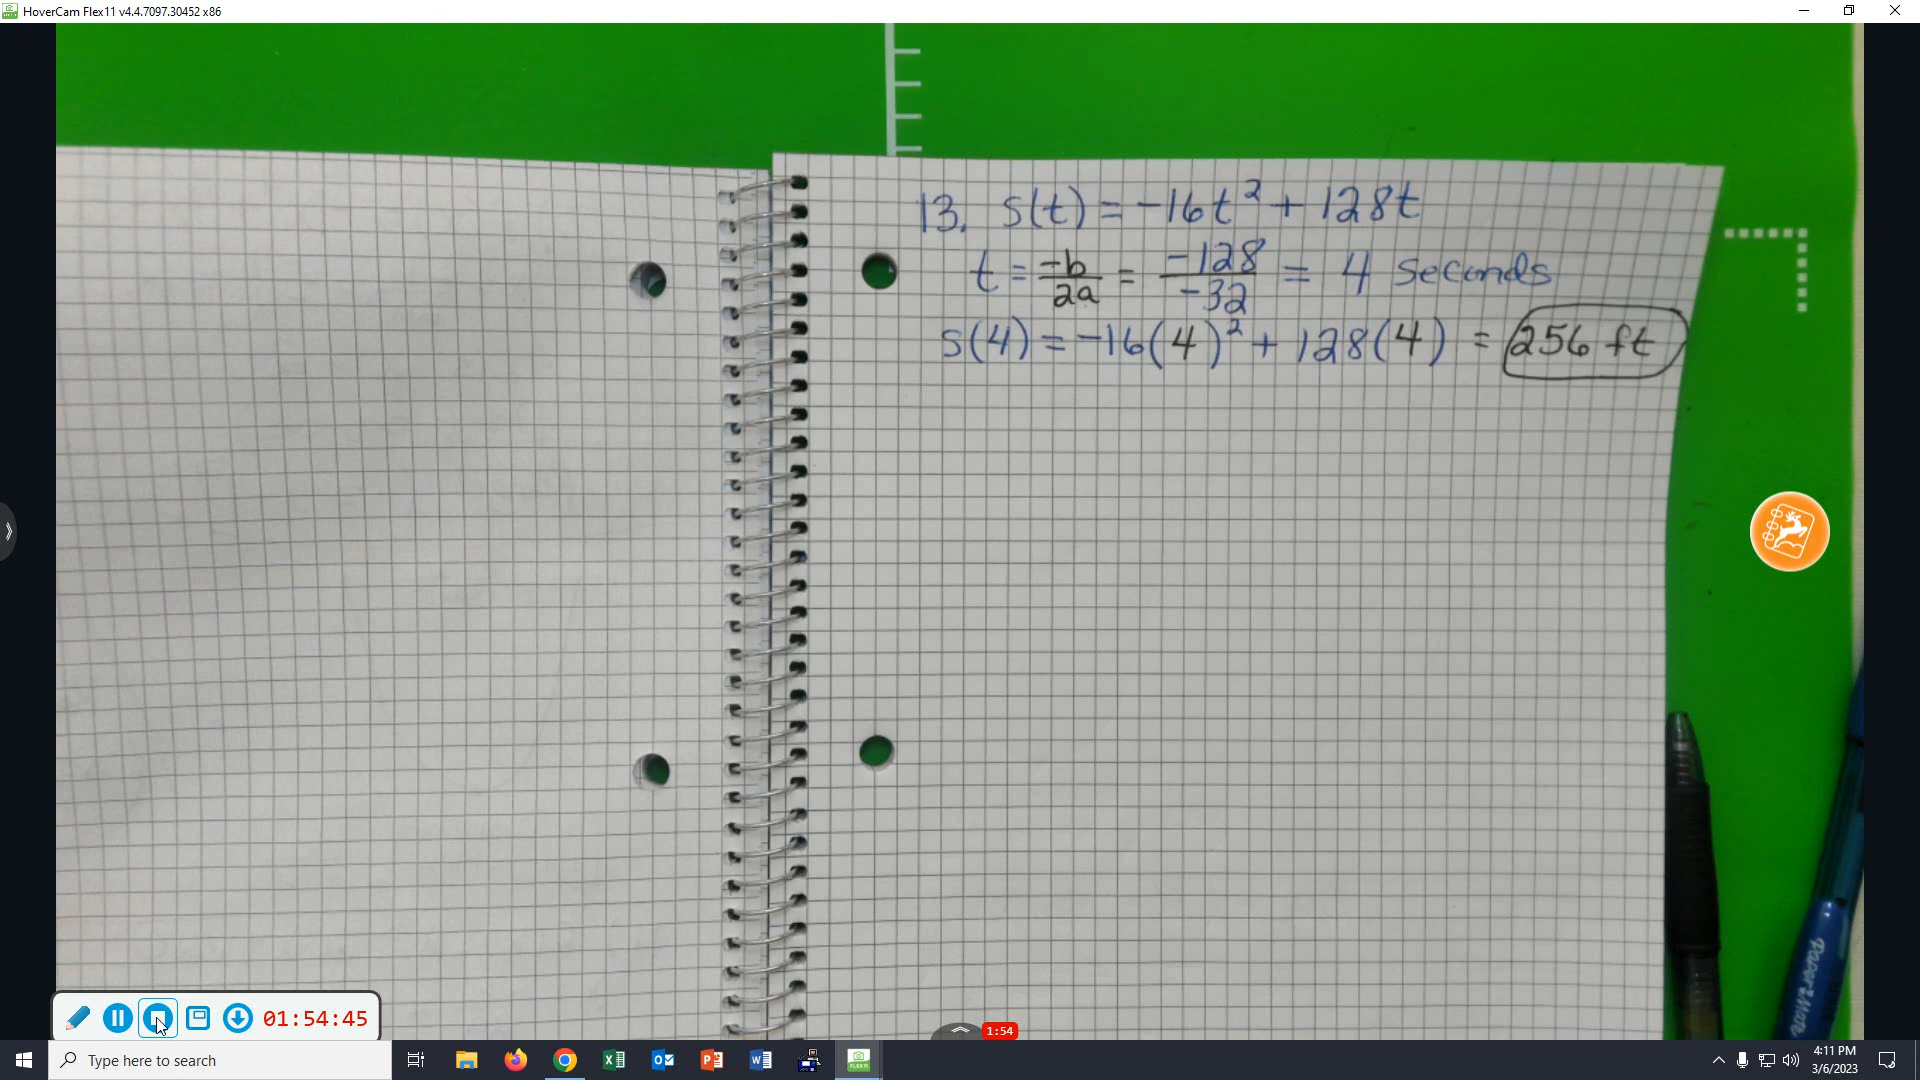 HoverCam Flex11 v4.4.7097.30452 x86
13. s(t) = -16t² + 128t
t = -b/2a = -128/-32 = 4 seconds
s(4) = -16(4)² + 128(4) = 256 ft
PaperMate
01:54:45
1:54
Type here to search
4:11 PM
3/6/2023